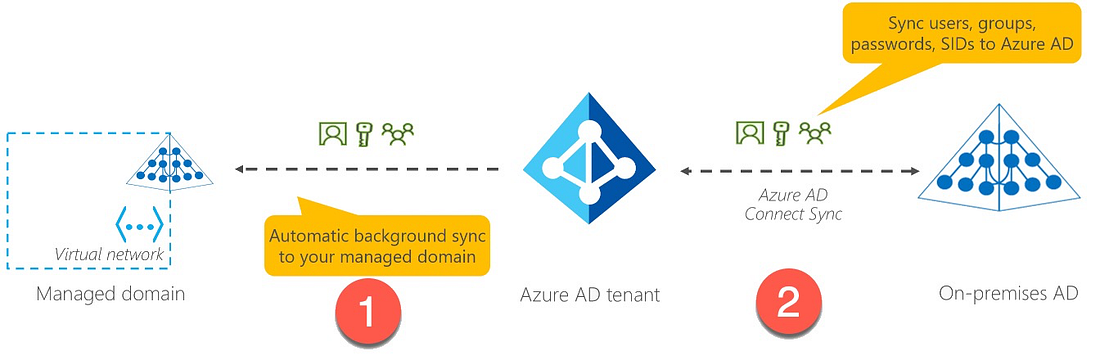 Sync users, groups,
passwords, SIDs to Azure AD
Azure AD
Connect Sync
Virtual network
Automatic background sync
to your managed domain
Managed domain
Azure AD tenant
On-premises AD
1
2